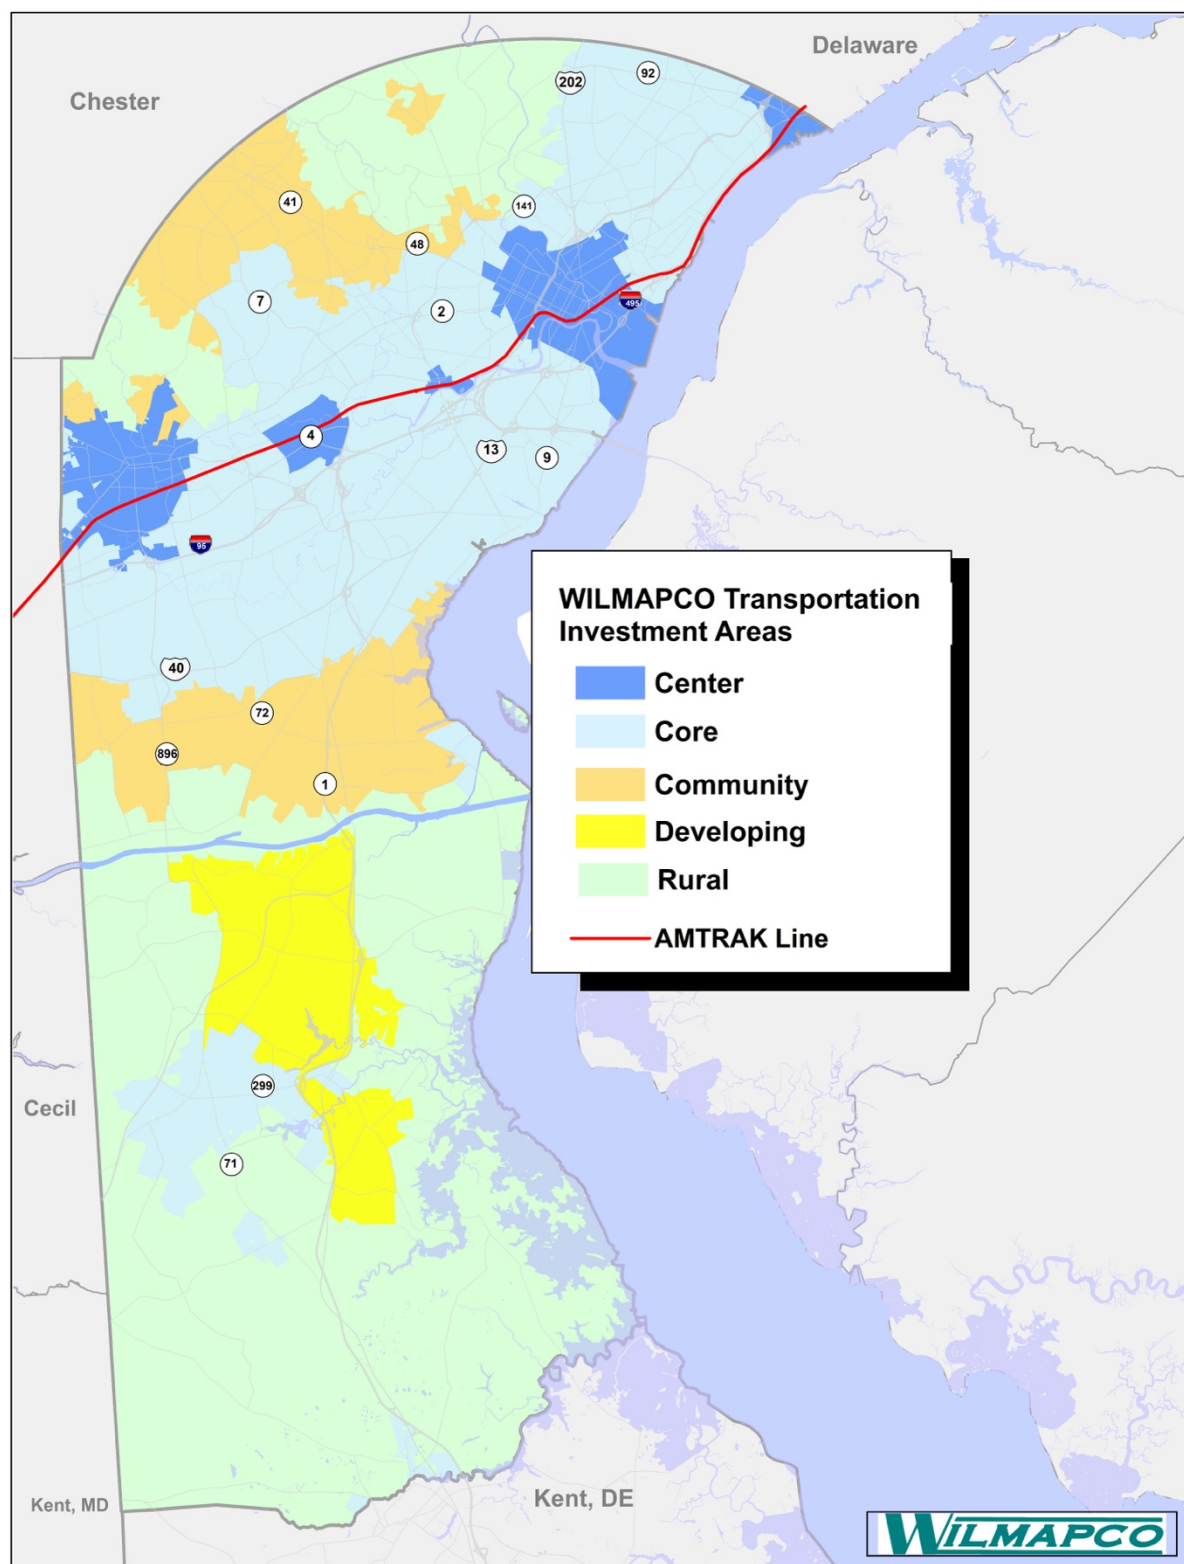 Delaware
Chester
202
92
41
141
48
7
2
495
4
13
9
95
WILMAPCO Transportation
Investment Areas
Center
Core
Community
Developing
Rural
AMTRAK Line
40
72
896
1
299
Cecil
71
Kent, MD
Kent, DE
WILMAPCO